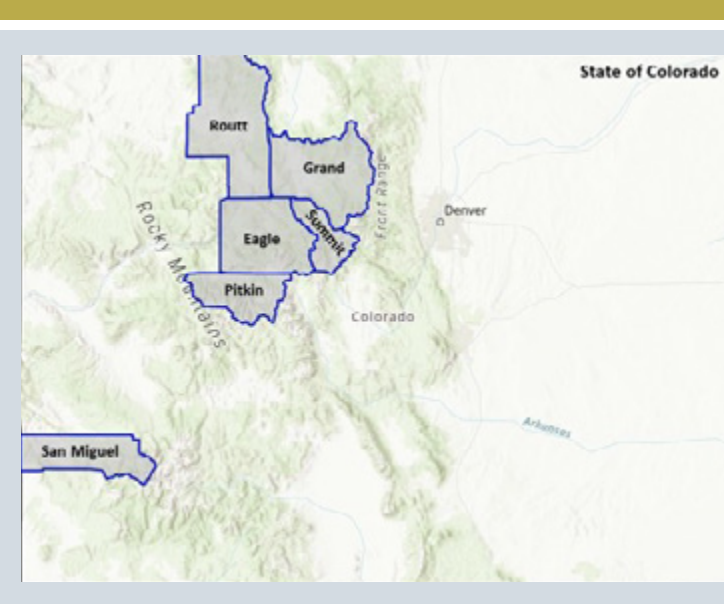 State of Colorado
Routt
Grand
Front Range
Denver
Rocky Mountains
Summit
Eagle
Pitkin
Colorado
Arkansas
San Miguel